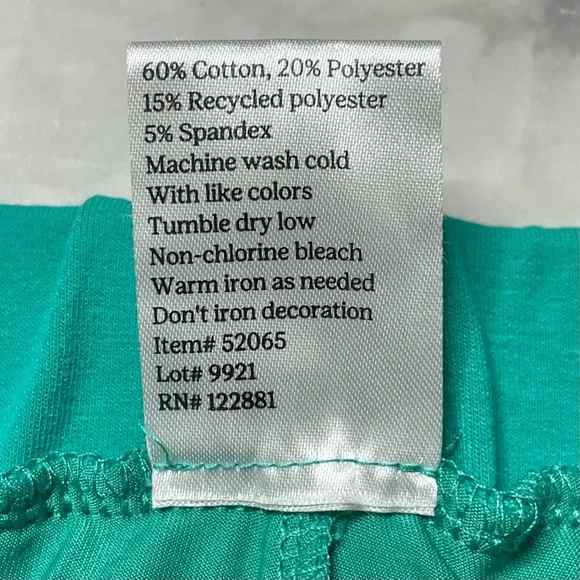 60% Cotton, 20% Polyester
15% Recycled polyester
5% Spandex
Machine wash cold
With like colors
Tumble dry low
Non-chlorine bleach
Warm iron as needed
Don't iron decoration
Item# 52065
Lot# 9921
RN# 122881